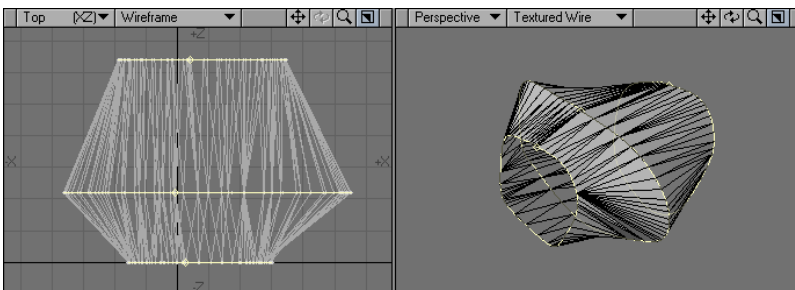 Top (XZ) Wireframe
+Z
-X
+X
-Z
Perspective Textured Wire